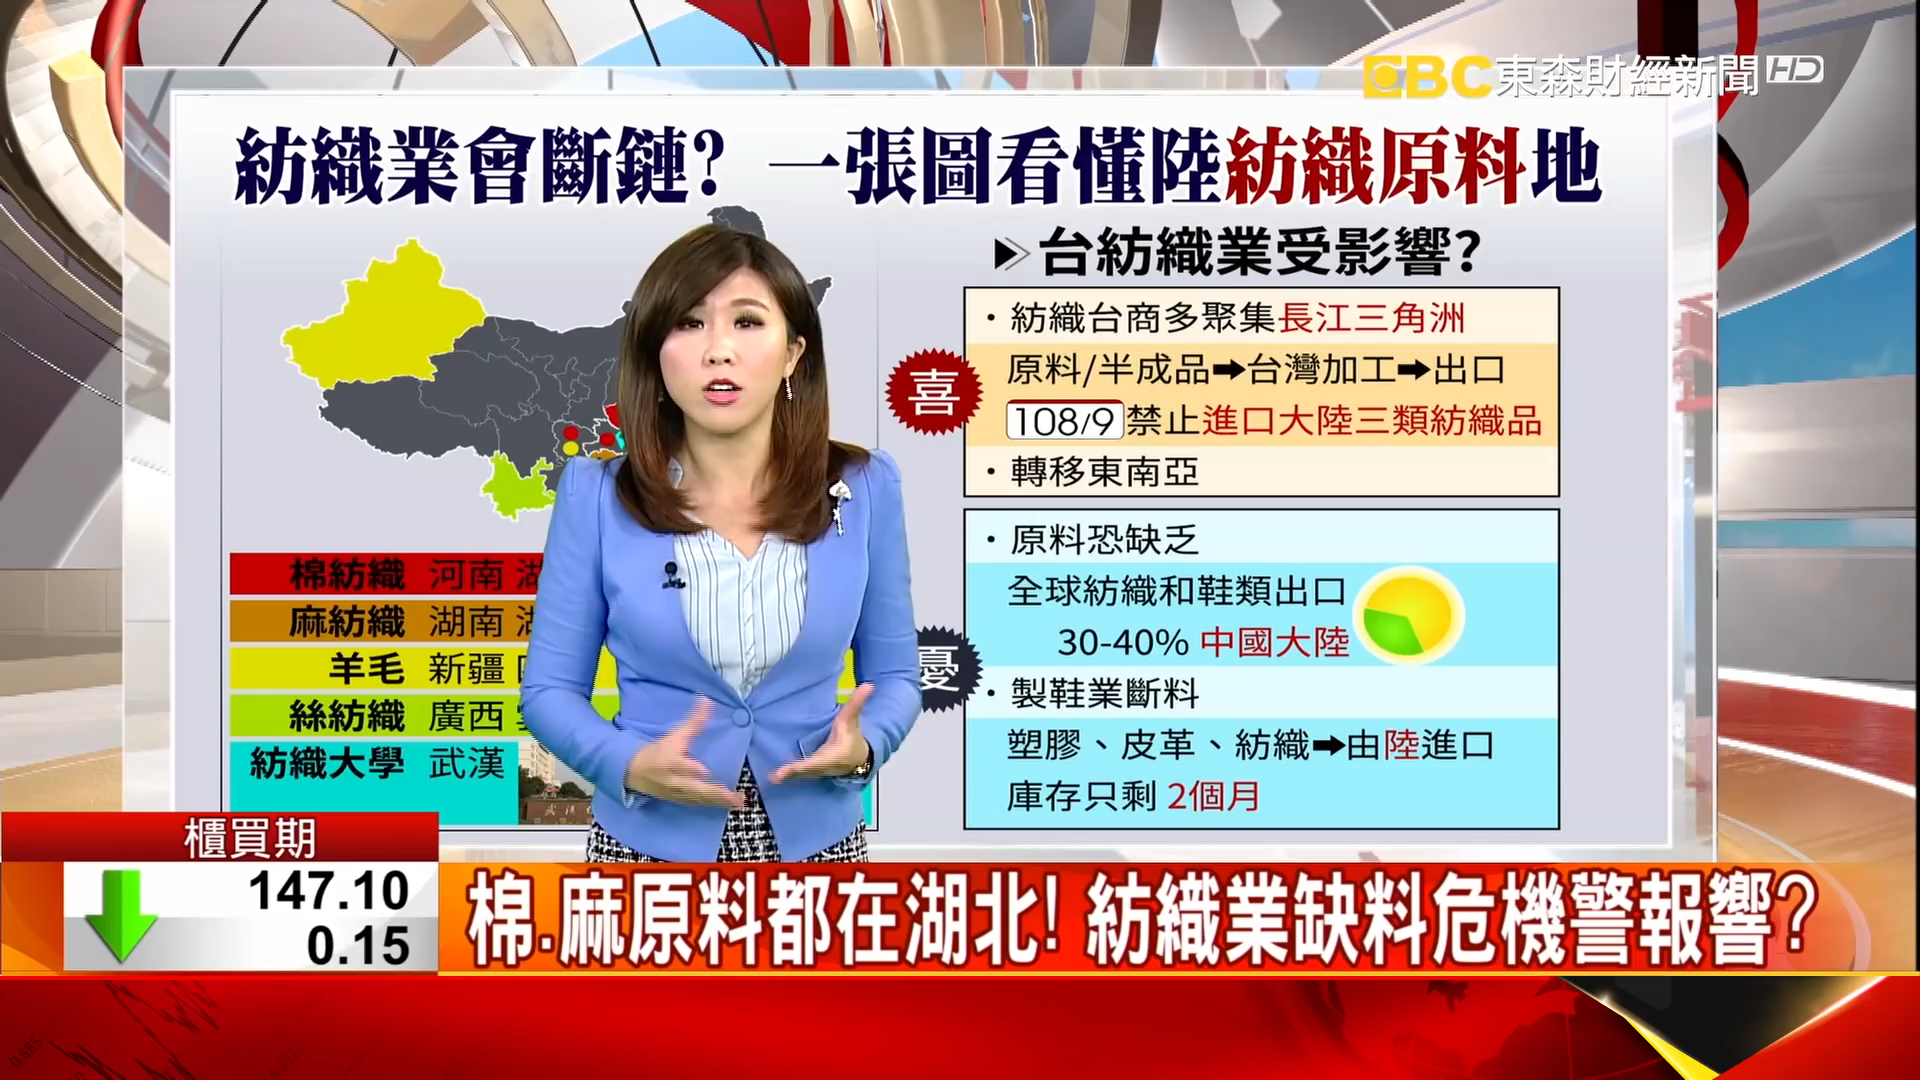 EBC東森財經新聞HD
紡織業會斷鏈? 一張圖看懂陸紡織原料地
台紡織業受影響?
喜
・紡織台商多聚集長江三角洲
原料/半成品➡台灣加工➡出口
108/9禁止進口大陸三類紡織品
・轉移東南亞
憂
・原料恐缺乏
全球紡織和鞋類出口
30-40% 中國大陸
・製鞋業斷料
塑膠、皮革、紡織➡由陸進口
庫存只剩 2個月
棉紡織 河南
麻紡織 湖南
羊毛 新疆
絲紡織 廣西
紡織大學 武漢
櫃買期
147.10
0.15
棉.麻原料都在湖北! 紡織業缺料危機警報響?